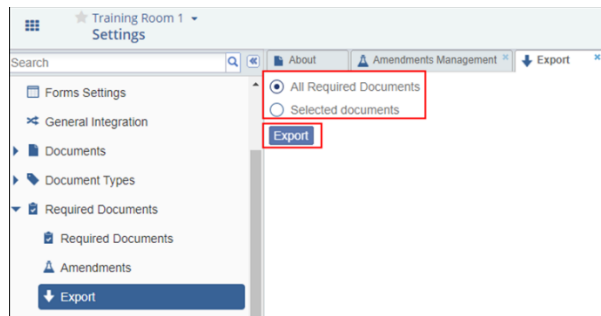 Training Room 1
Settings
Search
About
Amendments Management
Export
Forms Settings
General Integration
Documents
Document Types
Required Documents
Required Documents
Amendments
Export
All Required Documents
Selected documents
Export